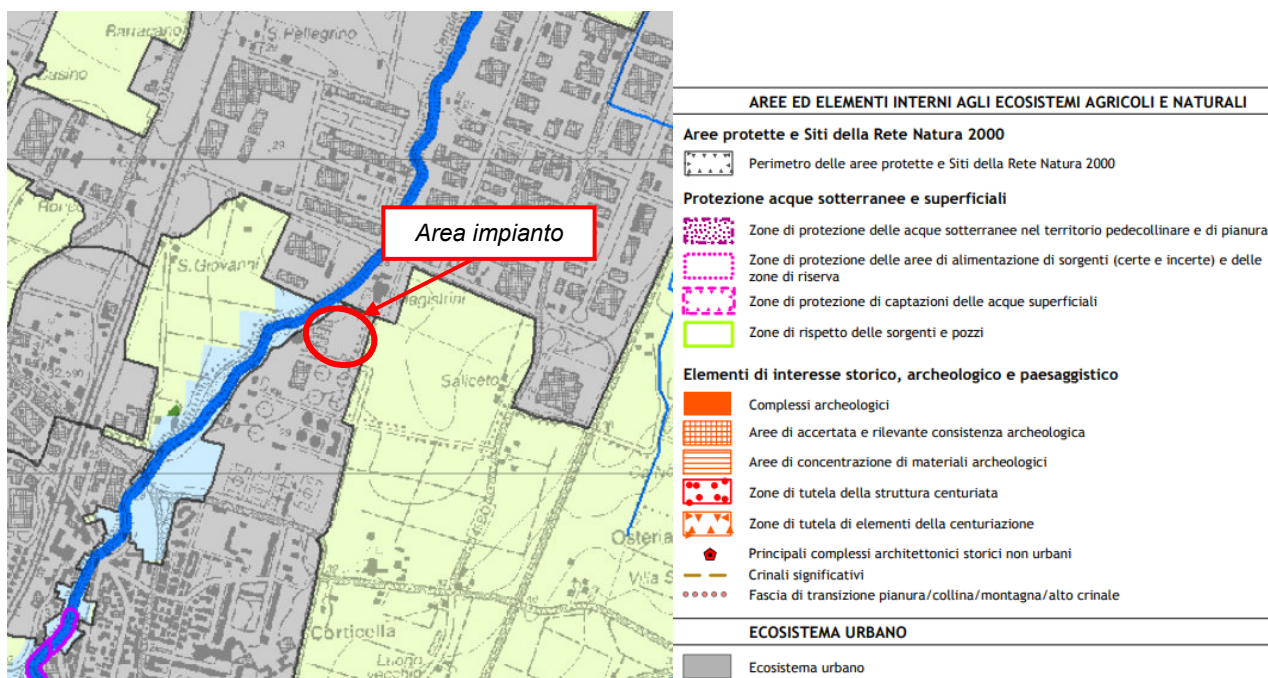 Barracano
S. Pellegrino
Casino
29
S. Giovanni
Area impianto
Saliceto
29
Osteria
Villa S
Corticella
Luogo
vecchio
AREE ED ELEMENTI INTERNI AGLI ECOSISTEMI AGRICOLI E NATURALI
Aree protette e Siti della Rete Natura 2000
Perimetro delle aree protette e Siti della Rete Natura 2000
Protezione acque sotterranee e superficiali
Zone di protezione delle acque sotterranee nel territorio pedecollinare e di pianura
Zone di protezione delle aree di alimentazione di sorgenti (certe e incerte) e delle
zone di riserva
Zone di protezione di captazioni delle acque superficiali
Zone di rispetto delle sorgenti e pozzi
Elementi di interesse storico, archeologico e paesaggistico
Complessi archeologici
Aree di accertata e rilevante consistenza archeologica
Aree di concentrazione di materiali archeologici
Zone di tutela della struttura centuriata
Zone di tutela di elementi della centuriazione
Principali complessi architettonici storici non urbani
Crinali significativi
Fascia di transizione pianura/collina/montagna/alto crinale
ECOSISTEMA URBANO
Ecosistema urbano